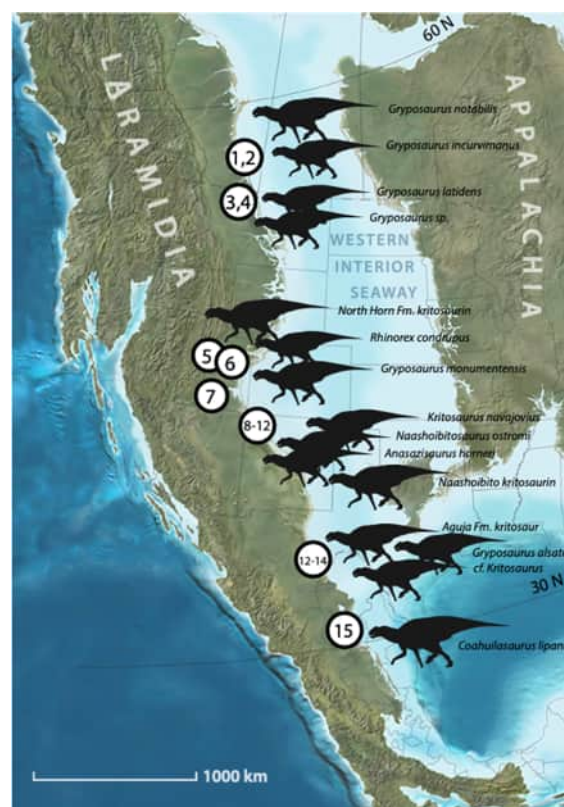 60 N
LARAMIDIA
APPALACHIA
Gryposaurus notabilis
1,2
Gryposaurus incurvimanus
3,4
Gryposaurus latidens
Gryposaurus sp.
WESTERN
INTERIOR
SEAWAY
North Horn Fm. kritosaurin
Rhinorex condrupus
5
6
Gryposaurus monumentensis
7
8-12
Kritosaurus navajovius
Naashoibitosaurus ostromi
Anasazisaurus horneri
Naashoibito kritosaurin
Aguja Fm. kritosaur
12-14
Gryposaurus alsate
cf. Kritosaurus
30 N
15
Coahuilasaurus lipan
1000 km